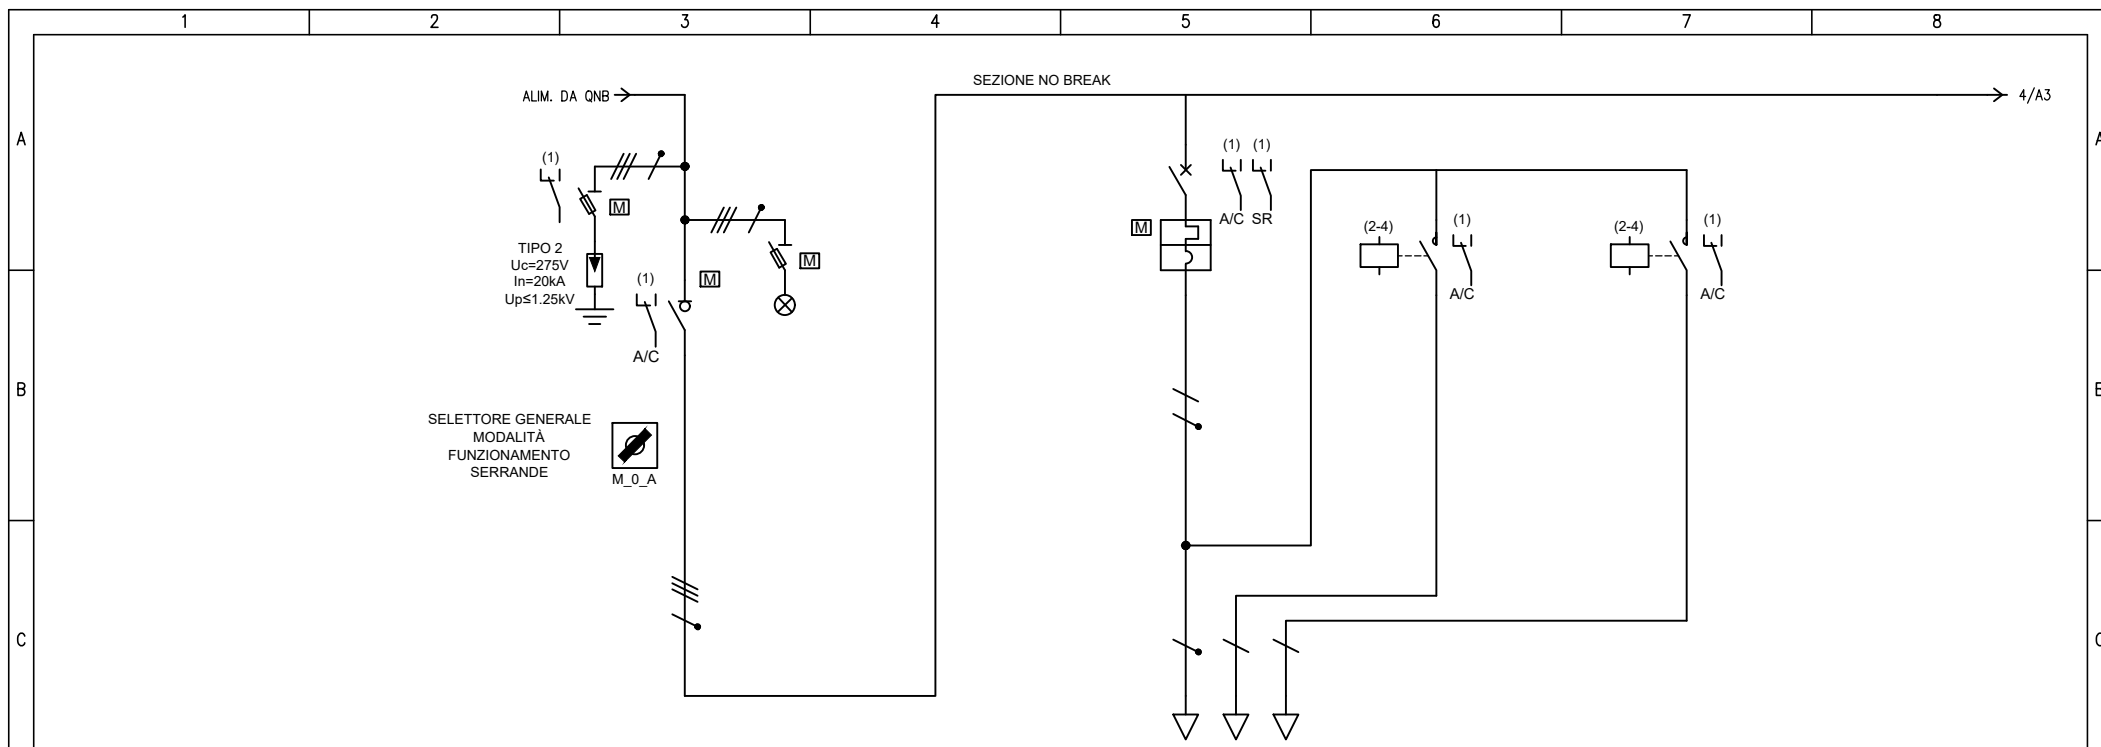 1 2 3 4 5 6 7 8
SEZIONE NO BREAK
ALIM. DA QNB
4/A3
A
A
(1)
M
TIPO 2
Uc=275V
In=20kA
Up≤1.25kV
M
(1)
M
A/C
(1) (1)
A/C SR
M
(2-4)
(1)
A/C
(2-4)
(1)
A/C
B
SELETTORE GENERALE
MODALITÀ
FUNZIONAMENTO
SERRANDE
M_0_A
C